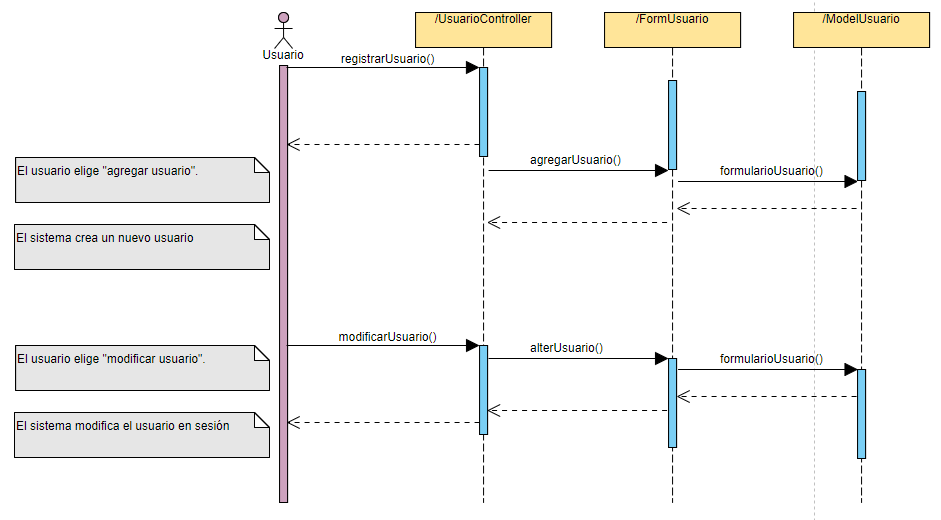 /UsuarioController
/FormUsuario
/ModelUsuario
Usuario
registrarUsuario()
agregarUsuario()
El usuario elige "agregar usuario".
formularioUsuario()
El sistema crea un nuevo usuario
modificarUsuario()
alterUsuario()
El usuario elige "modificar usuario".
formularioUsuario()
El sistema modifica el usuario en sesión